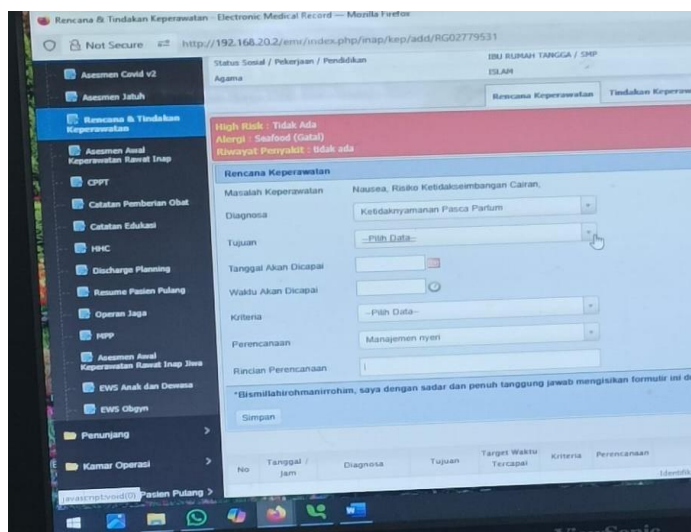 Rencana & Tindakan Keperawatan - Electronic Medical Record — Mozilla Firefox
Not Secure http://192.168.20.2/emr/index.php/inap/kep/add/RG02779531
Status Sosial / Pekerjaan / Pendidikan IBU RUMAH TANGGA / SMP
Agama ISLAM
Rencana Keperawatan Tindakan Keperaw
Asesmen Covid v2
Asesmen Jatuh
Rencana & Tindakan
Keperawatan
Asesmen Awal
Keperawatan Rawat Inap
CPPT
Catatan Pemberian Obat
Catatan Edukasi
HHC
Discharge Planning
Resume Pasien Pulang
Operan Jaga
MPP
Asesmen Awal
Keperawatan Rawat Inap Jiwa
EWS Anak dan Dewasa
EWS Obgyn
Penunjang
Kamar Operasi
javascript:void(0) Pasien Pulang
High Risk : Tidak Ada
Alergi : Seafood (Gatal)
Riwayat Penyakit : tidak ada
Rencana Keperawatan
Masalah Keperawatan Nausea, Risiko Ketidakseimbangan Cairan,
Diagnosa Ketidaknyamanan Pasca Partum
Tujuan --Pilih Data--
Tanggal Akan Dicapai
Waktu Akan Dicapai
Kriteria --Pilih Data--
Perencanaan Manajemen nyeri
Rincian Perencanaan
*Bismillahirohmanirrohim, saya dengan sadar dan penuh tanggung jawab mengisikan formulir ini d
Simpan
No Tanggal / Jam Diagnosa Tujuan Target Waktu Tercapai Kriteria Perencanaan
Identifik
ViewSonic